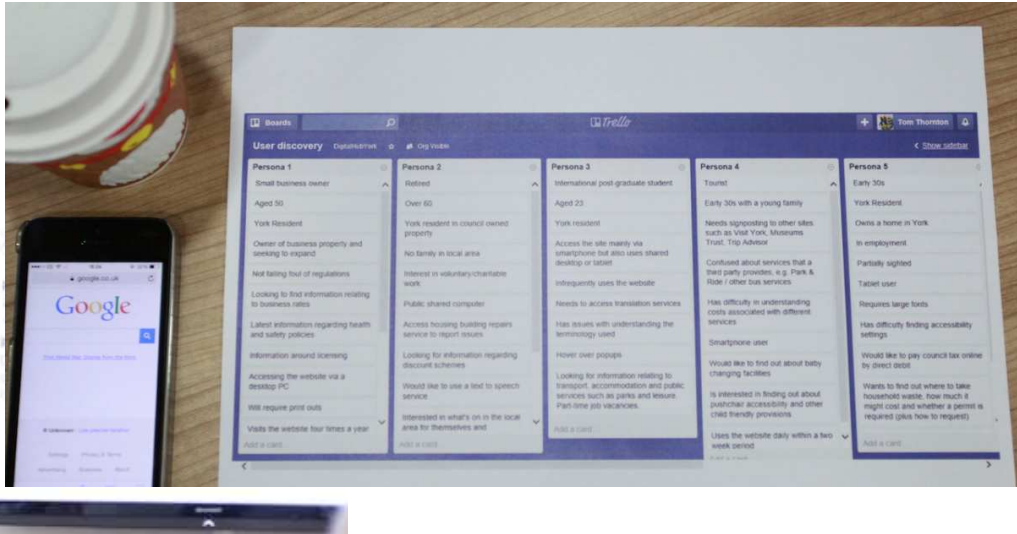 Boards
Trello
Tom Thornton
User discovery
DigitalHubYork
Org Visible
Show sidebar
Persona 1
Small business owner
Aged 50
York Resident
Owner of business property and
seeking to expand
Not falling foul of regulations
Looking to find information relating
to business rates
Latest information regarding health
and safety policies
Information around licensing
Accessing the website via a
desktop PC
Will require print outs
Visits the website four times a year
Add a card...
Persona 2
Retired
Over 60
York resident in council owned
property
No family in local area
Interest in voluntary/charitable
work
Public shared computer
Access housing building repairs
service to report issues
Looking for information regarding
discount schemes
Would like to use a text to speech
service
Interested in what's on in the local
area for themselves and
Add a card...
Persona 3
International post-graduate student
Aged 23
York resident
Access the site mainly via
smartphone but also uses shared
desktop or tablet
Infrequently uses the website
Needs to access translation services
Has issues with understanding the
terminology used
Hover over popups
Looking for information relating to
transport, accommodation and public
services such as parks and leisure.
Part-time job vacancies.
Add a card...
Persona 4
Tourist
Early 30s with a young family
Needs signposting to other sites
such as Visit York, Museums
Trust, Trip Advisor
Confused about services that a
third party provides, e.g. Park &
Ride / other bus services
Has difficulty in understanding
costs associated with different
services
Smartphone user
Would like to find out about baby
changing facilities
Is interested in finding out about
pushchair accessibility and other
child friendly provisions
Uses the website daily within a two
week period
Add a card...
Persona 5
Early 30s
York Resident
Owns a home in York
In employment
Partially sighted
Tablet user
Requires large fonts
Has difficulty finding accessibility
settings
Would like to pay council tax online
by direct debit
Wants to find out where to take
household waste, how much it
might cost and whether a permit is
required (plus how to request)
Add a card...
google.co.uk
Google
Settings
Privacy & Terms
Advertising
Business
About